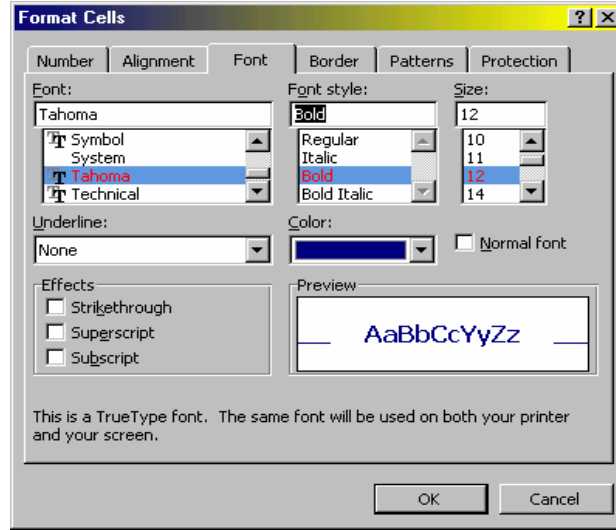 Format Cells
Number Alignment Font Border Patterns Protection
Font: Font style: Size:
Tahoma Bold 12
Symbol Regular 10
System Italic 11
Tahoma Bold 12
Technical Bold Italic 14
Underline: Color:
None Normal font
Effects Preview
Strikethrough
Superscript AaBbCcYyZz
Subscript
This is a TrueType font. The same font will be used on both your printer
and your screen.
OK Cancel